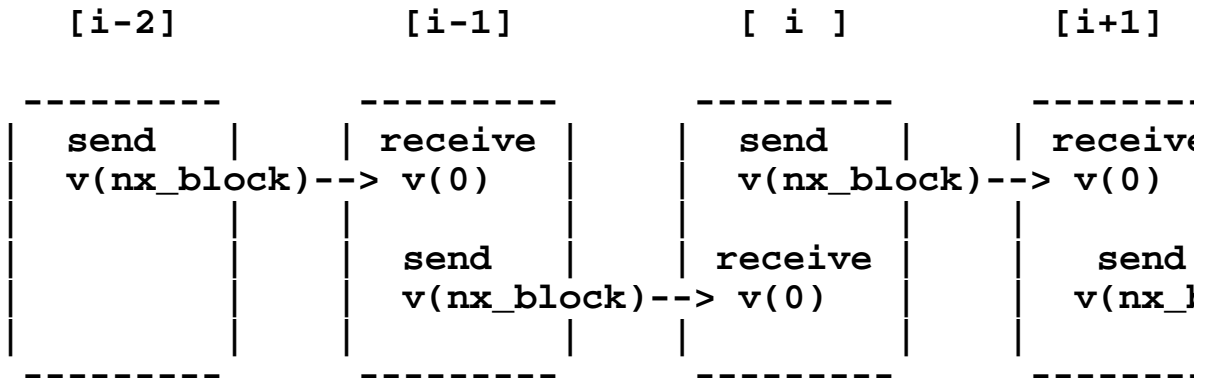 [i-2] [i-1] [ i ] [i+1]
send receive send receive
v(nx_block)--> v(0) v(nx_block)--> v(0)
send receive send
v(nx_block)--> v(0)